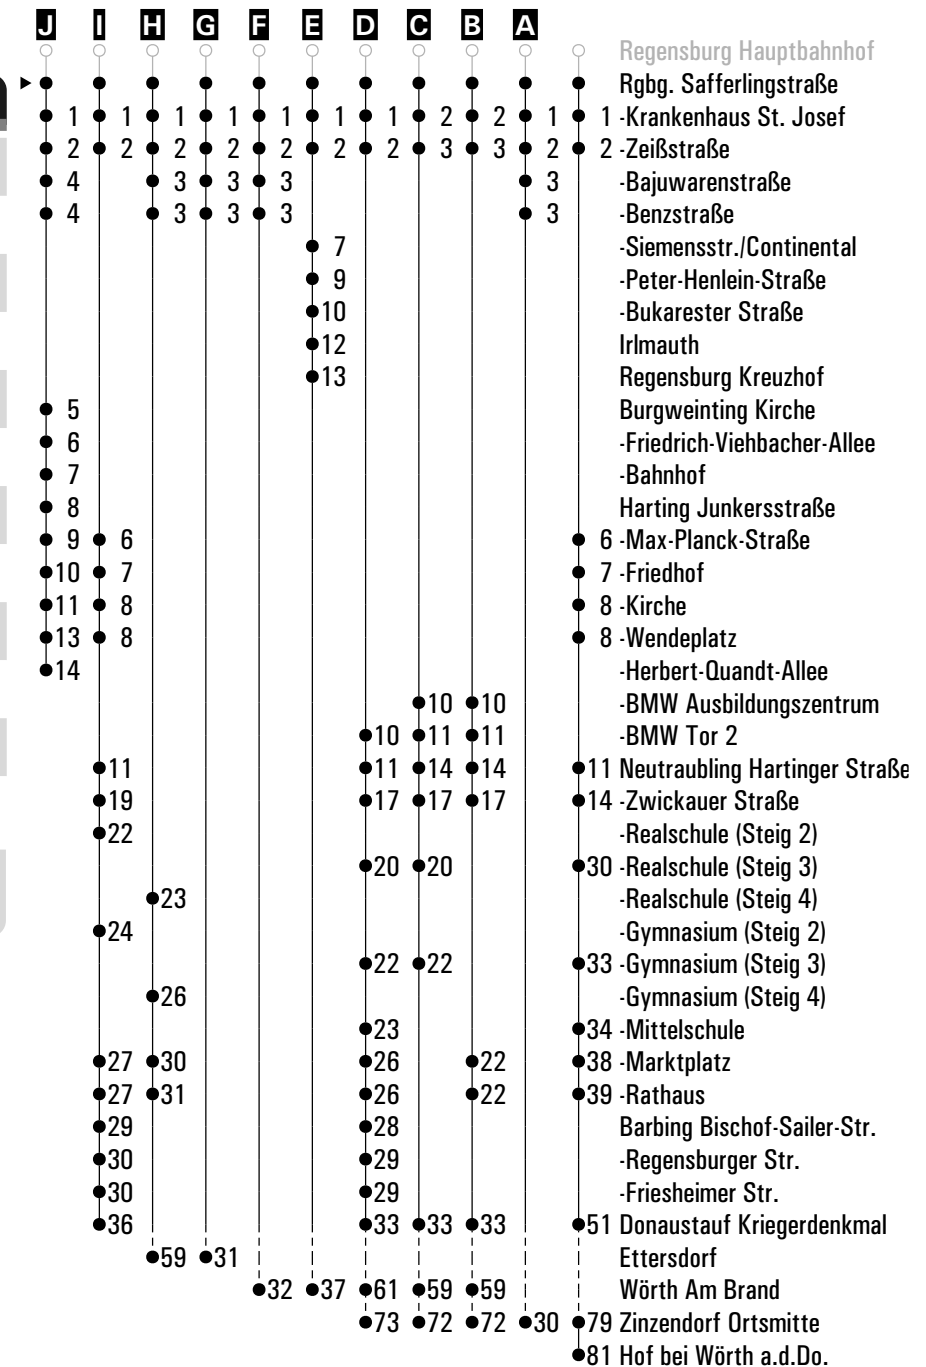 J I H G F E D C B A
Regensburg Hauptbahnhof
Rgbg. Safferlingstraße
1 1 1 1 1 1 1 2 2 1 1 -Krankenhaus St. Josef
2 2 2 2 2 2 2 3 3 2 2 -Zeißstraße
4 3 3 3 3 -Bajuwarenstraße
4 3 3 3 3 -Benzstraße
7 -Siemensstr./Continental
9 -Peter-Henlein-Straße
10 -Bukarester Straße
12 Irlmauth
13 Regensburg Kreuzhof
5 Burgweinting Kirche
6 -Friedrich-Viehbacher-Allee
7 -Bahnhof
8 Harting Junkersstraße
9 6 6 -Max-Planck-Straße
10 7 7 -Friedhof
11 8 8 -Kirche
13 8 8 -Wendeplatz
14 -Herbert-Quandt-Allee
10 10 -BMW Ausbildungszentrum
10 11 11 -BMW Tor 2
11 11 14 14 11 Neutraubling Hartinger Straße
19 17 17 17 14 -Zwickauer Straße
22 -Realschule (Steig 2)
20 20 30 -Realschule (Steig 3)
23 -Realschule (Steig 4)
24 -Gymnasium (Steig 2)
22 22 33 -Gymnasium (Steig 3)
26 -Gymnasium (Steig 4)
23 34 -Mittelschule
27 30 26 22 38 -Marktplatz
27 31 26 22 39 -Rathaus
29 28 Barbing Bischof-Sailer-Str.
30 29 -Regensburger Str.
30 29 -Friesheimer Str.
36 33 33 33 51 Donaustauf Kriegerdenkmal
59 31 Ettersdorf
32 37 61 59 59 Wörth Am Brand
73 72 72 30 79 Zinzendorf Ortsmitte
81 Hof bei Wörth a.d.Do.